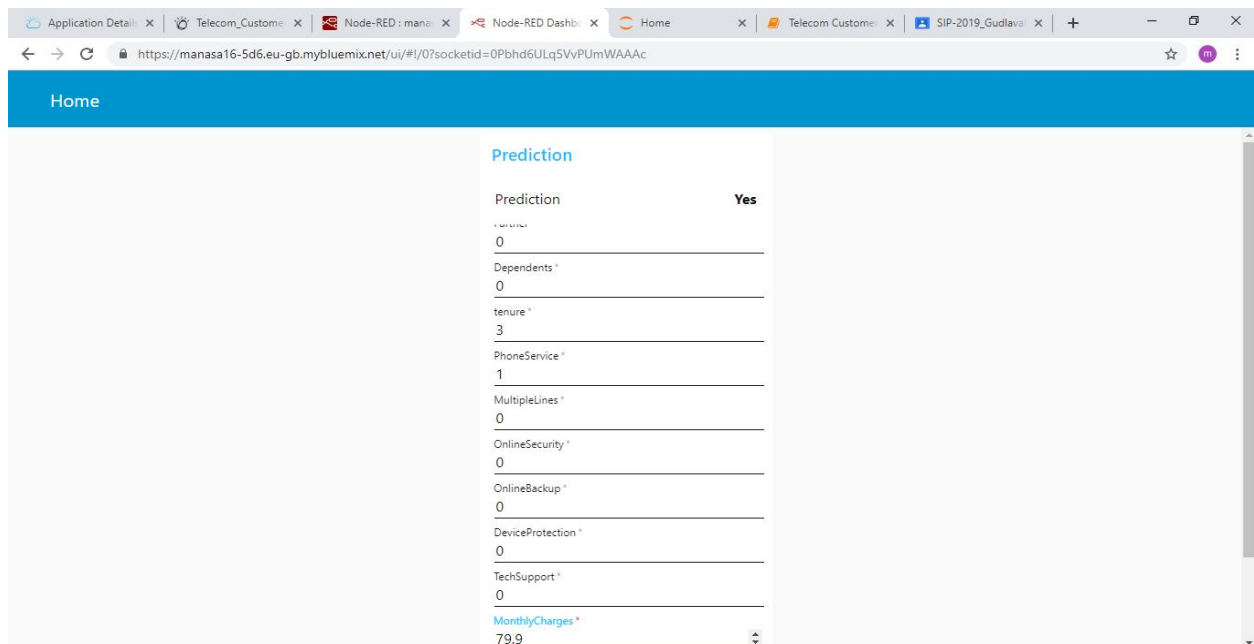 Application Detail
Telecom_Custome
Node-RED : mana
Node-RED Dashbo
Home
Telecom Custome
SIP-2019_Gudlava
https://manasa16-5d6.eu-gb.mybluemix.net/ui/#!/0?socketid=0Pbhd6ULq5VvPUmWAAAc
m
Home
Prediction
Prediction Yes
0
Dependents *
0
tenure *
3
PhoneService *
1
MultipleLines *
0
OnlineSecurity *
0
OnlineBackup *
0
DeviceProtection *
0
TechSupport *
0
MonthlyCharges *
79.9